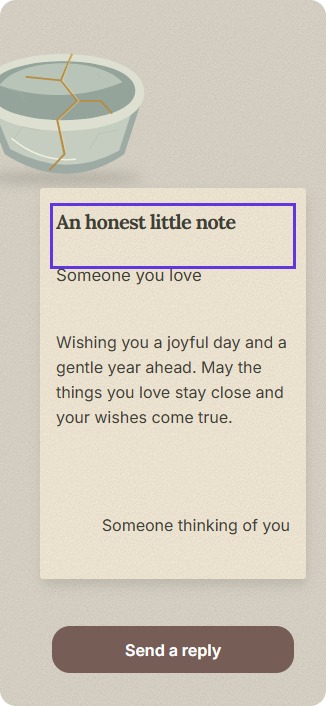 An honest little note
Someone you love
Wishing you a joyful day and a
gentle year ahead. May the
things you love stay close and
your wishes come true.
Someone thinking of you
Send a reply